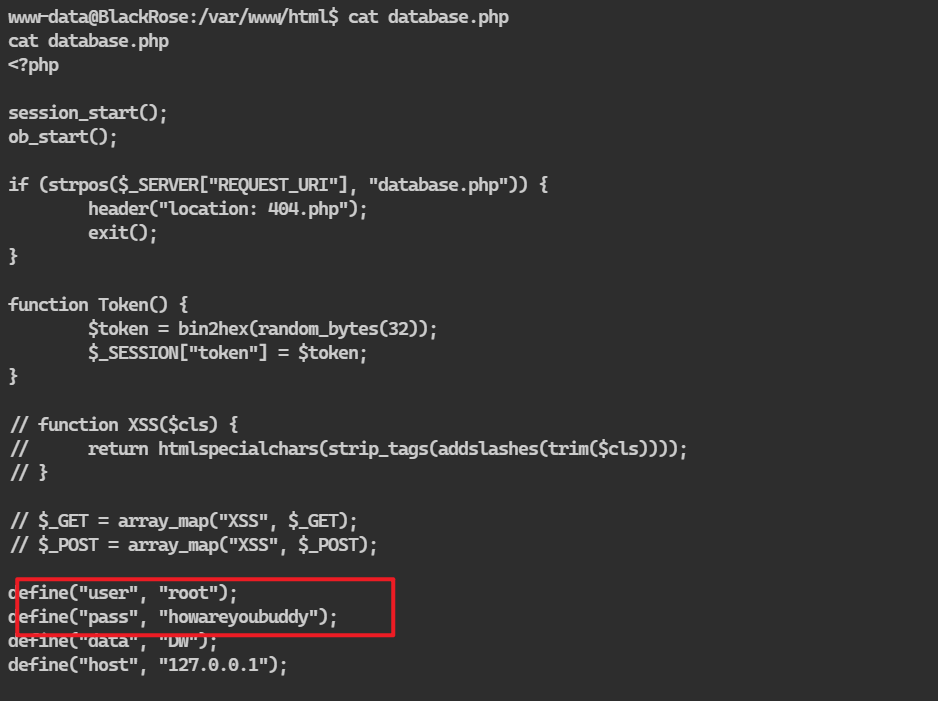 www-data@BlackRose:/var/www/html$ cat database.php
cat database.php
<?php
session_start();
ob_start();
if (strpos($_SERVER["REQUEST_URI"], "database.php")) {
header("location: 404.php");
exit();
}
function Token() {
$token = bin2hex(random_bytes(32));
$_SESSION["token"] = $token;
}
// function XSS($cls) {
//      return htmlspecialchars(strip_tags(addslashes(trim($cls))));
// }
// $_GET = array_map("XSS", $_GET);
// $_POST = array_map("XSS", $_POST);
define("user", "root");
define("pass", "howareyoubuddy");
define("data", "DW");
define("host", "127.0.0.1");